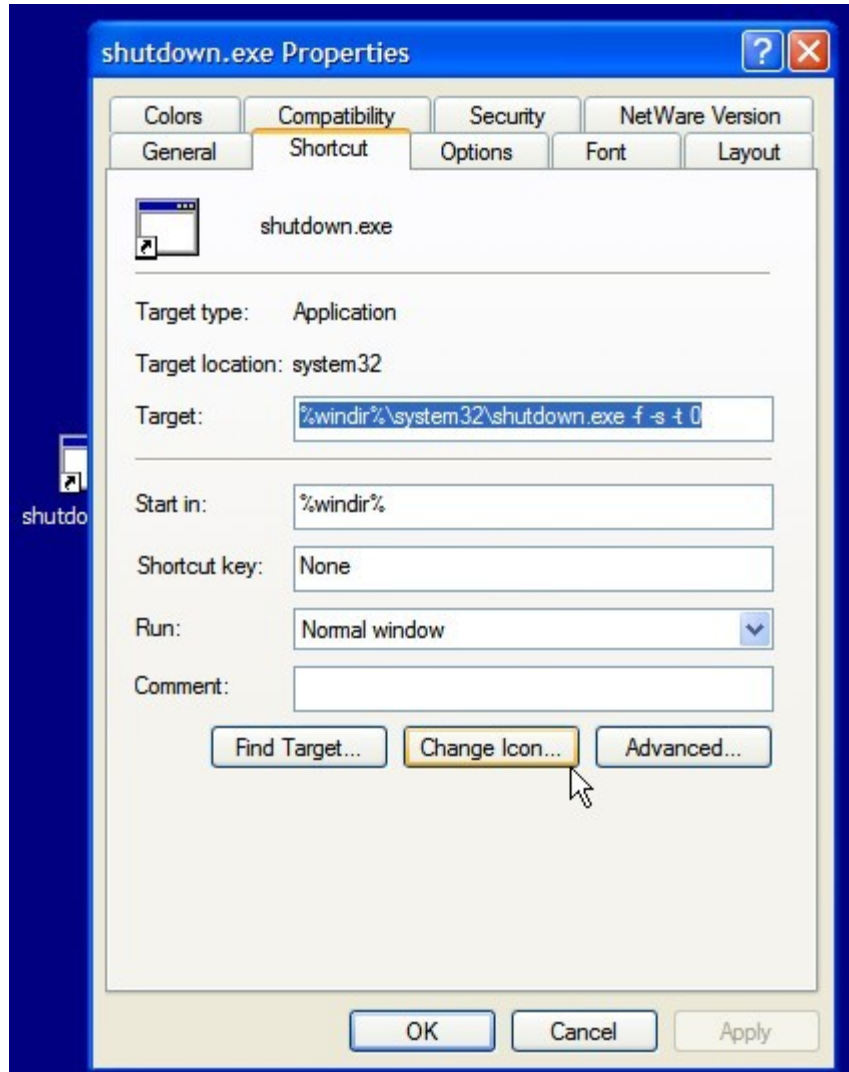 shutdown.exe Properties
Colors Compatibility Security NetWare Version
General Shortcut Options Font Layout
shutdown.exe
Target type: Application
Target location: system32
Target: %windir%\system32\shutdown.exe -f -s -t 0
Start in: %windir%
shutdo
Shortcut key: None
Run: Normal window
Comment:
Find Target... Change Icon... Advanced...
OK Cancel Apply